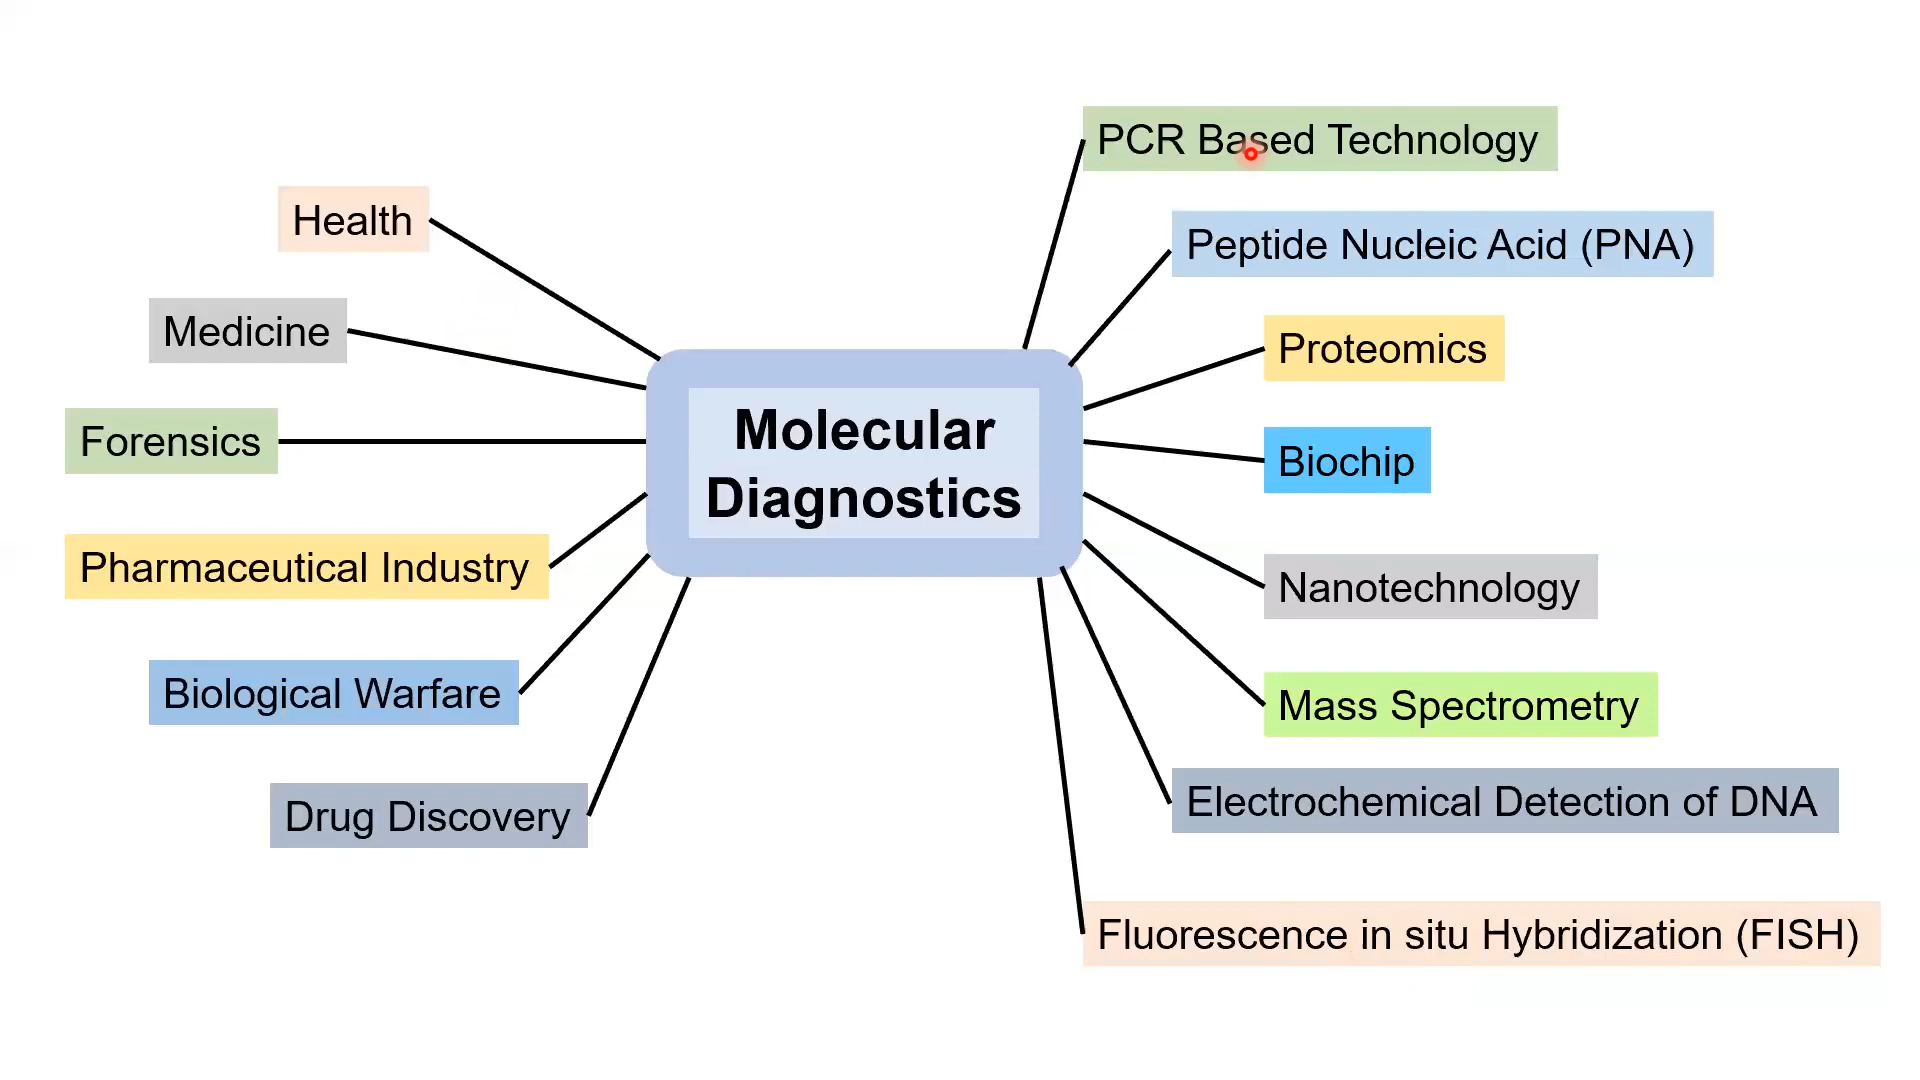 Molecular
Diagnostics
Health
Medicine
Forensics
Pharmaceutical Industry
Biological Warfare
Drug Discovery
PCR Based Technology
Peptide Nucleic Acid (PNA)
Proteomics
Biochip
Nanotechnology
Mass Spectrometry
Electrochemical Detection of DNA
Fluorescence in situ Hybridization (FISH)